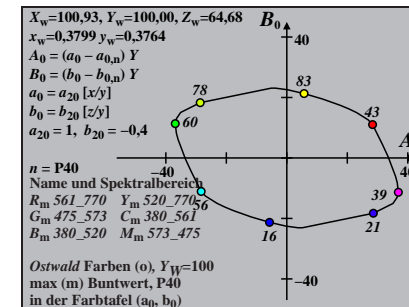 X_w=100,93, Y_w=100,00, Z_w=64,68
x_w=0,3799 y_w=0,3764
A_0 = (a_0 - a_0,n) Y
B_0 = (b_0 - b_0,n) Y
a_0 = a_20 [x/y]
b_0 = b_20 [z/y]
a_20 = 1, b_20 = –0,4
n = P40
Name und Spektralbereich
R_m 561_770 Y_m 520_770
G_m 475_573 C_m 380_561
B_m 380_520 M_m 573_475
Ostwald Farben (o), Y_W=100
max (m) Buntwert, P40
in der Farbtafel (a_0, b_0)
B_0
40
78
83
60
43
A
–40
40
56
39
16
21
–40